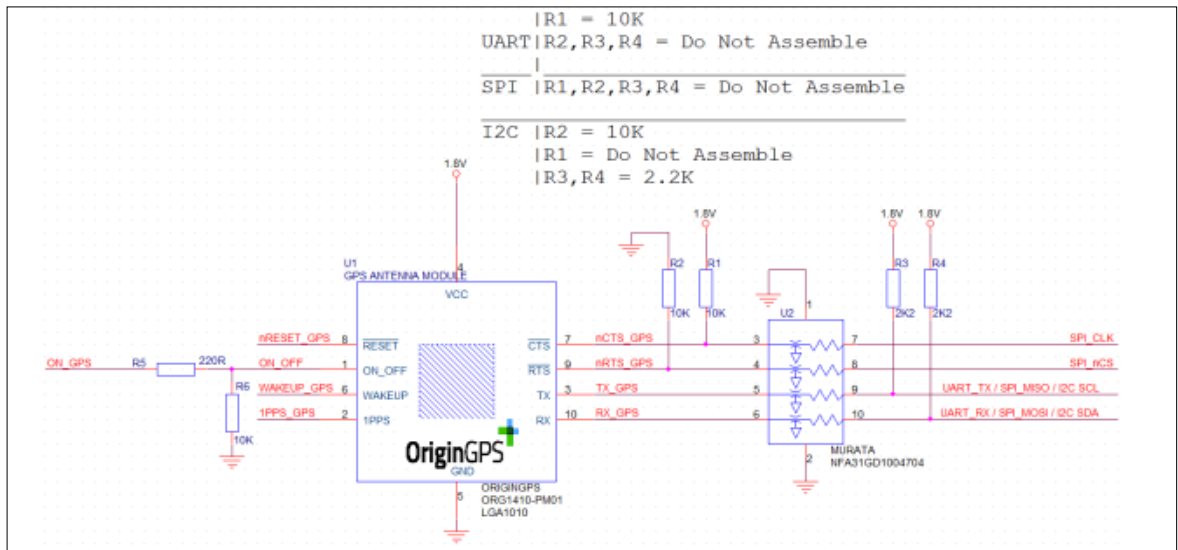 |R1 = 10K
UART|R2,R3,R4 = Do Not Assemble
|
SPI |R1,R2,R3,R4 = Do Not Assemble
I2C |R2 = 10K
|R1 = Do Not Assemble
|R3,R4 = 2.2K
1.8V
1.8V
1.8V 1.8V
U1
GPS ANTENNA MODULE
4
VCC
R2 R1
R3 R4
10K 10K
1
U2
2K2 2K2
nRESET_GPS 8 RESET
CTS 7 nCTS_GPS 3 7 SPI_CLK
ON_GPS R5 220R ON_OFF 1 ON_OFF
RTS 9 nRTS_GPS 4 8 SPI_nCS
R6 WAKEUP_GPS 6 WAKEUP
TX 3 TX_GPS 5 9 UART_TX / SPI_MISO / I2C SCL
1PPS_GPS 2 1PPS
RX 10 RX_GPS 6 10 UART_RX / SPI_MOSI / I2C SDA
10K
OriginGPS
GND
5
2
MURATA
NFA31GD1004704
ORIGINGPS
ORG1410-PM01
LGA1010